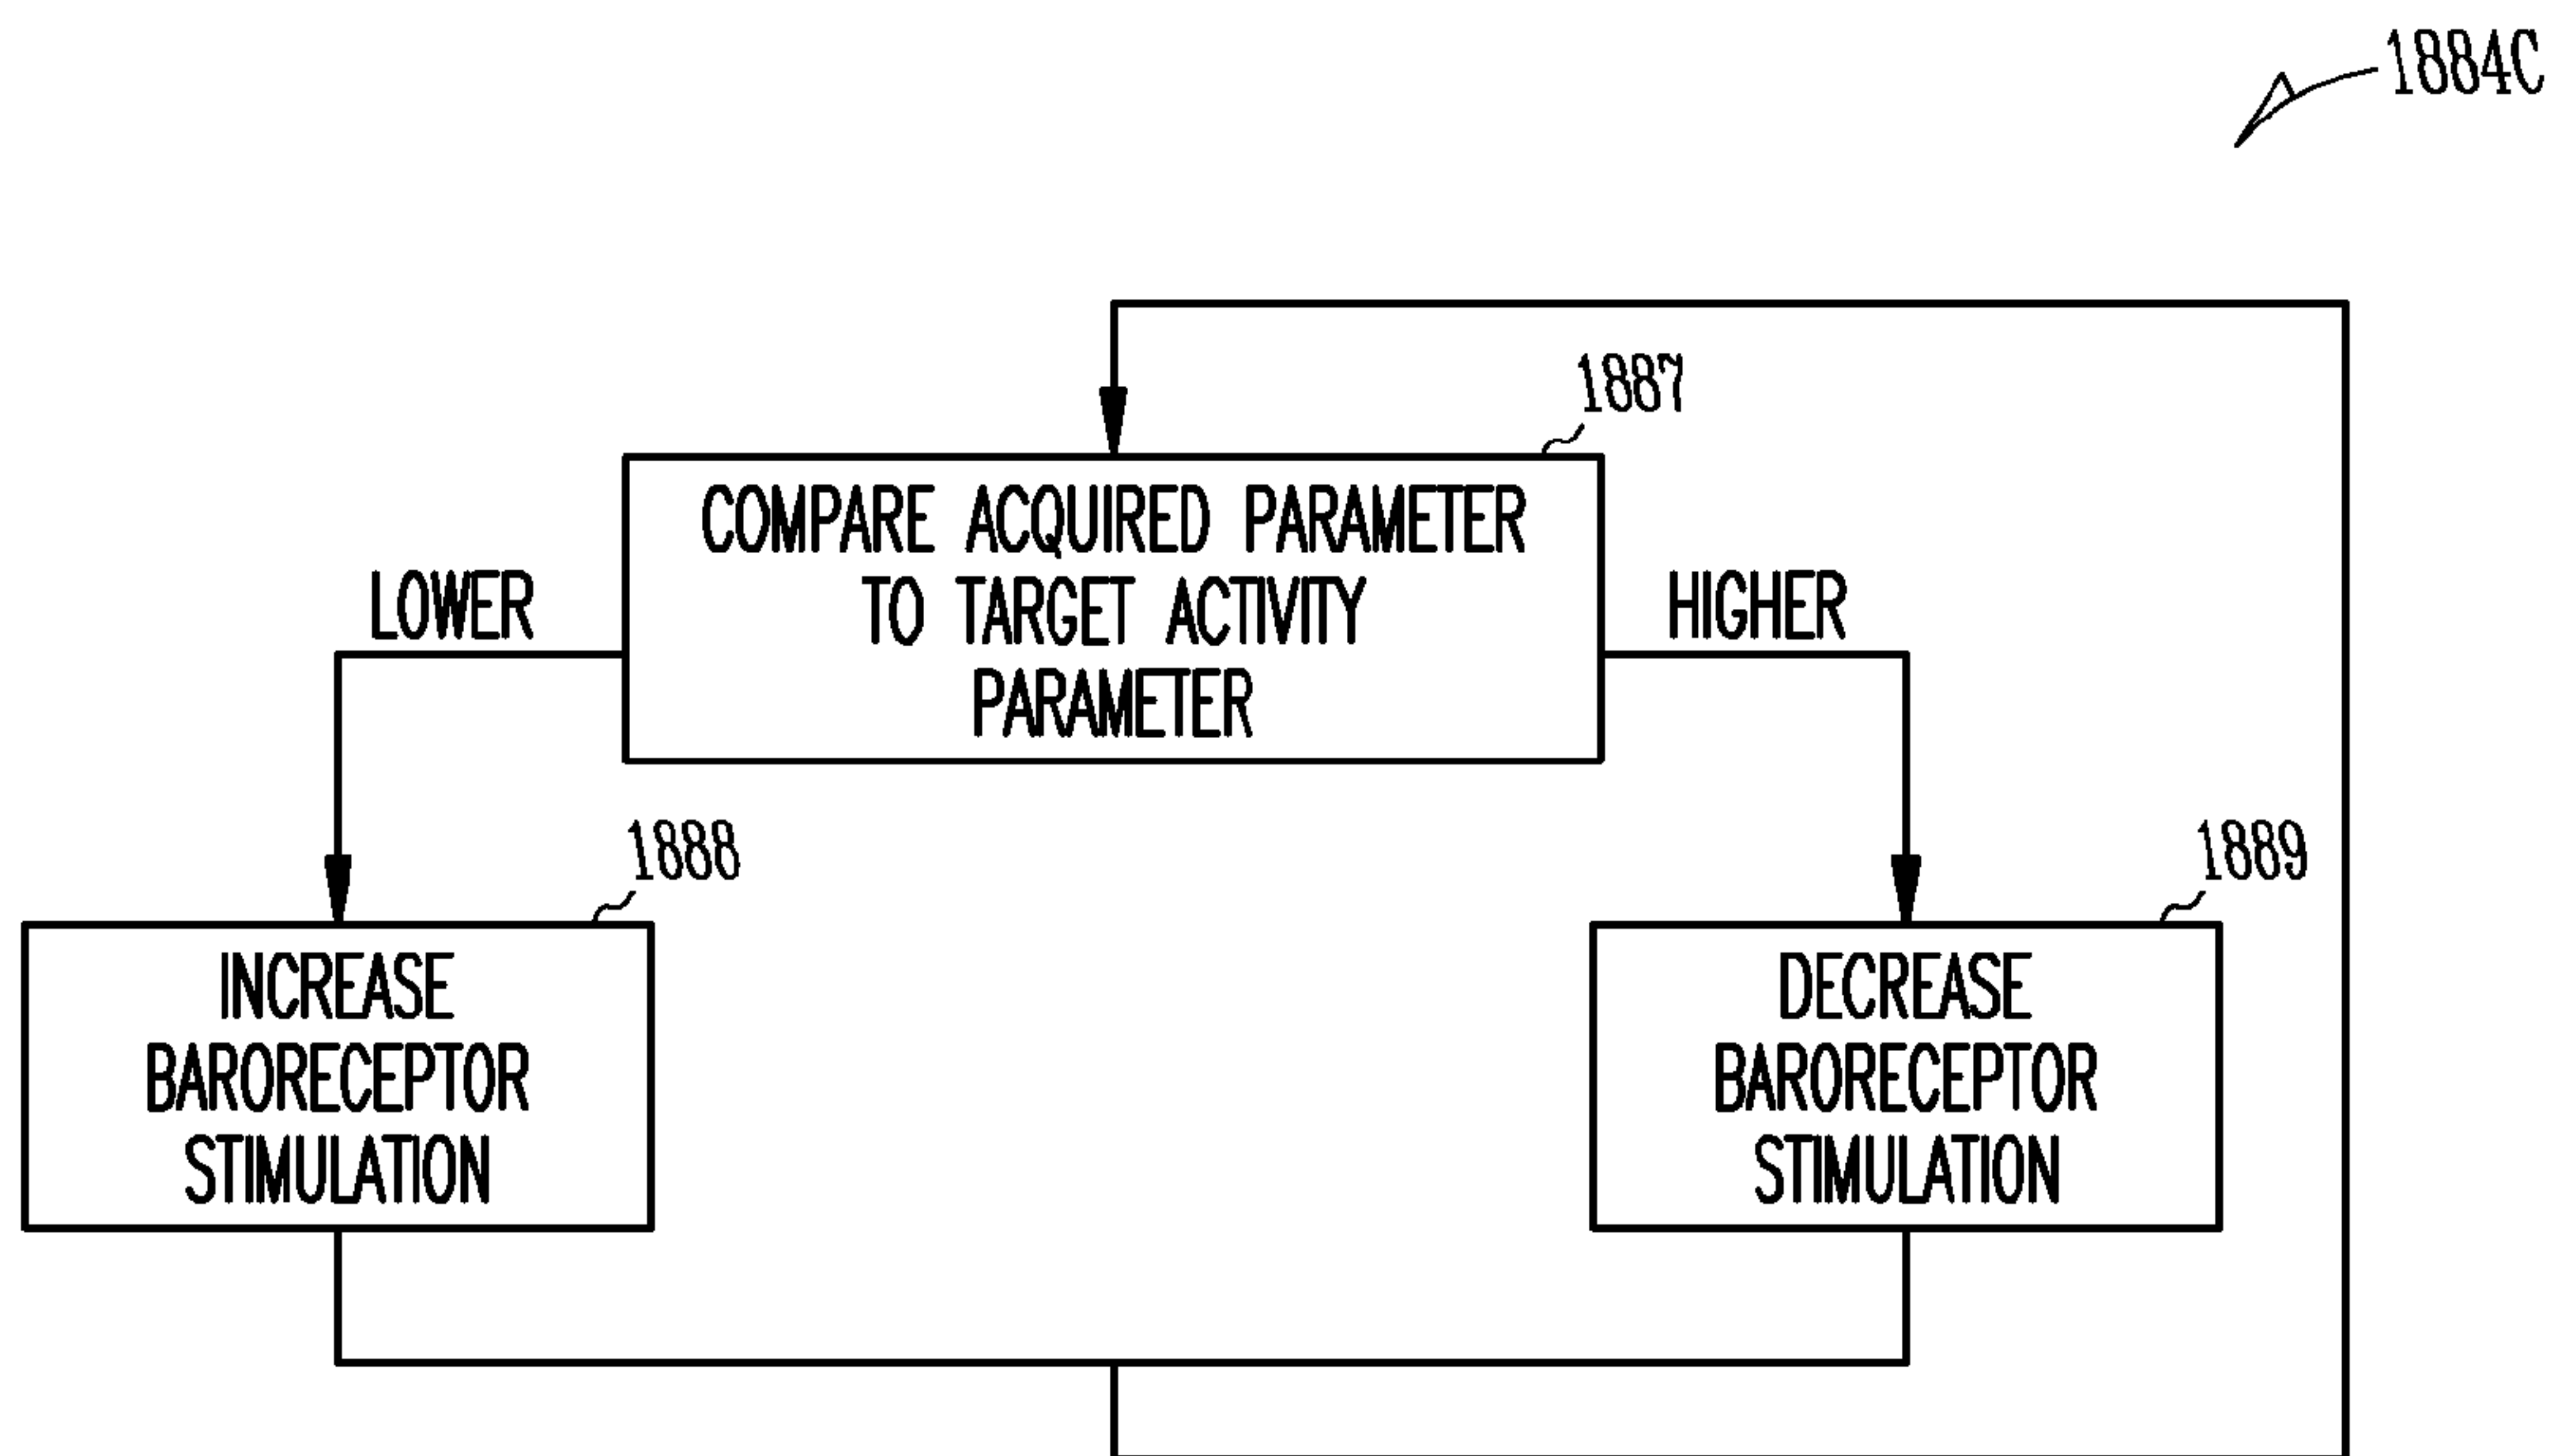 1884C
1887
COMPARE ACQUIRED PARAMETER
TO TARGET ACTIVITY
PARAMETER
LOWER
HIGHER
1888
INCREASE
BARORECEPTOR
STIMULATION
1889
DECREASE
BARORECEPTOR
STIMULATION